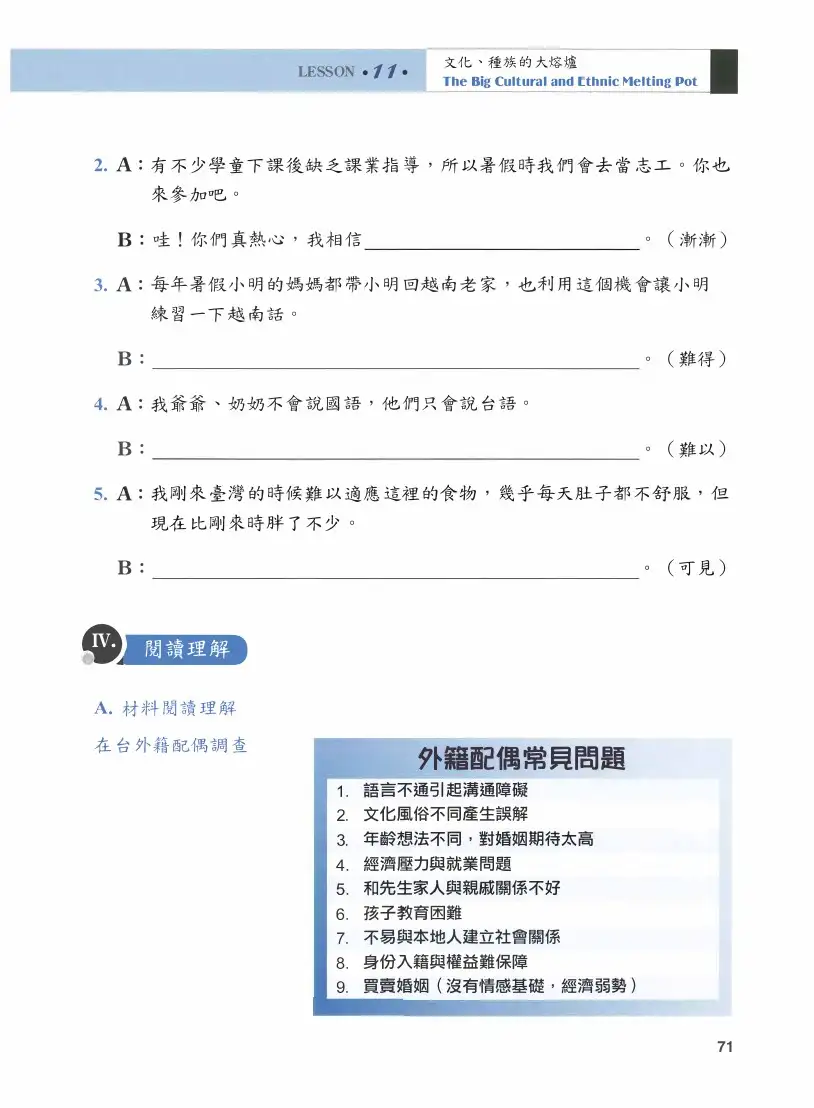 LESSON • 11 •
文化、種族的大熔爐
The Big Cultural and Ethnic Melting Pot
2. A：有不少學童下課後缺乏課業指導，所以暑假時我們會去當志工。你也
來參加吧。
B：哇！你們真熱心，我相信＿＿＿＿＿＿＿＿＿＿。（漸漸）
3. A：每年暑假小明的媽媽都帶小明回越南老家，也利用這個機會讓小明
練習一下越南話。
B：＿＿＿＿＿＿＿＿＿＿＿＿＿＿＿＿＿＿。（難得）
4. A：我爺爺、奶奶不會說國語，他們只會說台語。
B：＿＿＿＿＿＿＿＿＿＿＿＿＿＿＿＿＿＿。（難以）
5. A：我剛來臺灣的時候難以適應這裡的食物，幾乎每天肚子都不舒服，但
現在比剛來時胖了不少。
B：＿＿＿＿＿＿＿＿＿＿＿＿＿＿＿＿＿＿。（可見）
IV. 閱讀理解
A. 材料閱讀理解
在台外籍配偶調查
外籍配偶常見問題
1. 語言不通引起溝通障礙
2. 文化風俗不同產生誤解
3. 年齡想法不同，對婚姻期待太高
4. 經濟壓力與就業問題
5. 和先生家人與親戚關係不好
6. 孩子教育困難
7. 不易與本地人建立社會關係
8. 身份入籍與權益難保障
9. 買賣婚姻（沒有情感基礎，經濟弱勢）
71